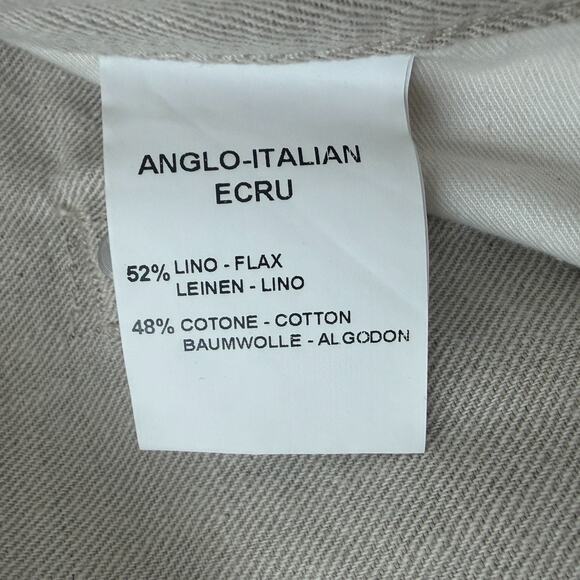 ANGLO-ITALIAN
ECRU
52% LINO - FLAX
LEINEN - LINO
48% COTONE - COTTON
BAUMWOLLE - ALGODON